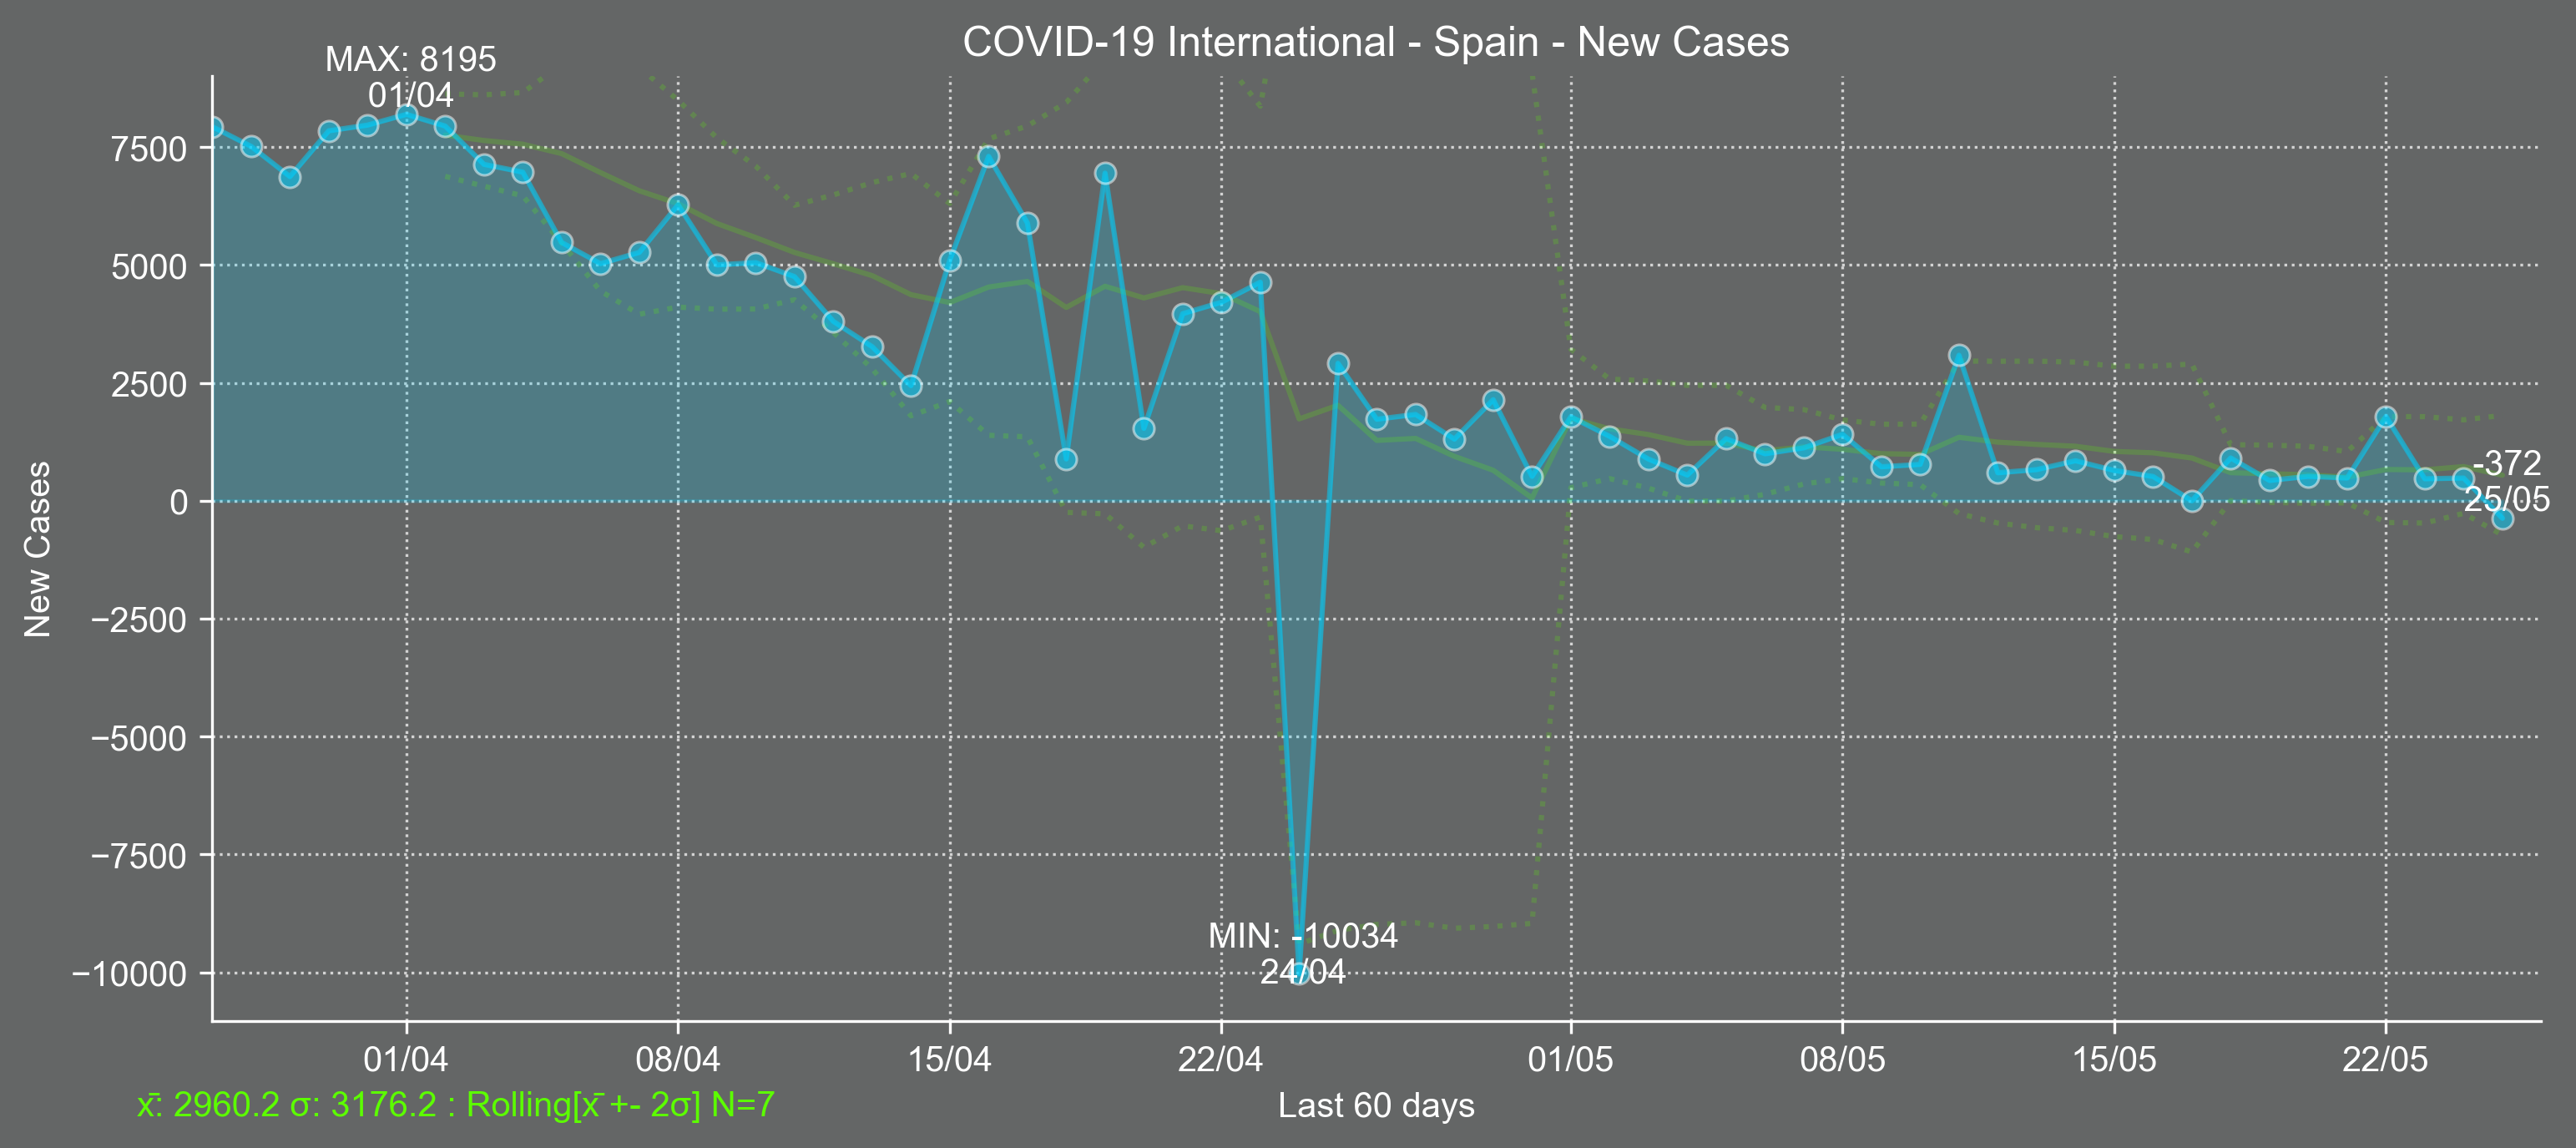 COVID-19 International - Spain - New Cases
MAX: 8195
01/04
7500
5000
2500
0
−2500
−5000
−7500
−10000
New Cases
-372
25/05
MIN: -10034
24/04
01/04 08/04 15/04 22/04 01/05 08/05 15/05 22/05
x̄: 2960.2 σ: 3176.2 : Rolling[x̄ +- 2σ] N=7
Last 60 days